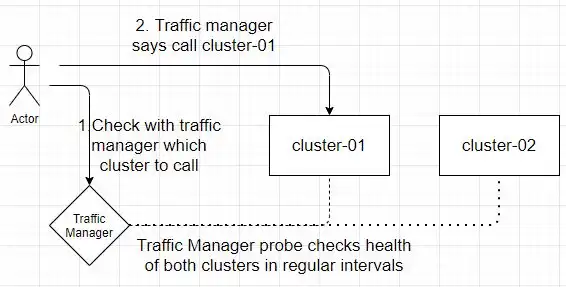 2. Traffic manager
says call cluster-01
Actor
1.Check with traffic
manager which
cluster to call
cluster-01
cluster-02
Traffic
Manager
Traffic Manager probe checks health
of both clusters in regular intervals